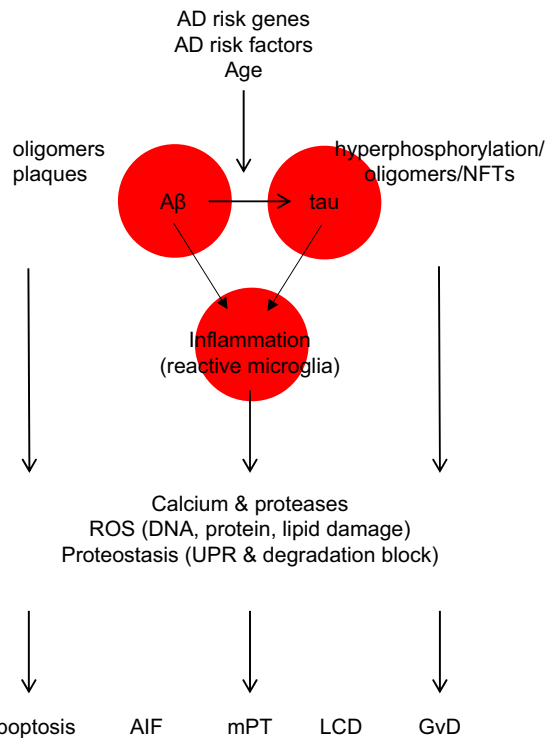 AD risk genes
AD risk factors
Age
oligomers
plaques
hyperphosphorylation/
oligomers/NFTs
Aβ
tau
Inflammation
(reactive microglia)
Calcium & proteases
ROS (DNA, protein, lipid damage)
Proteostasis (UPR & degradation block)
poptosis AIF mPT LCD GvD